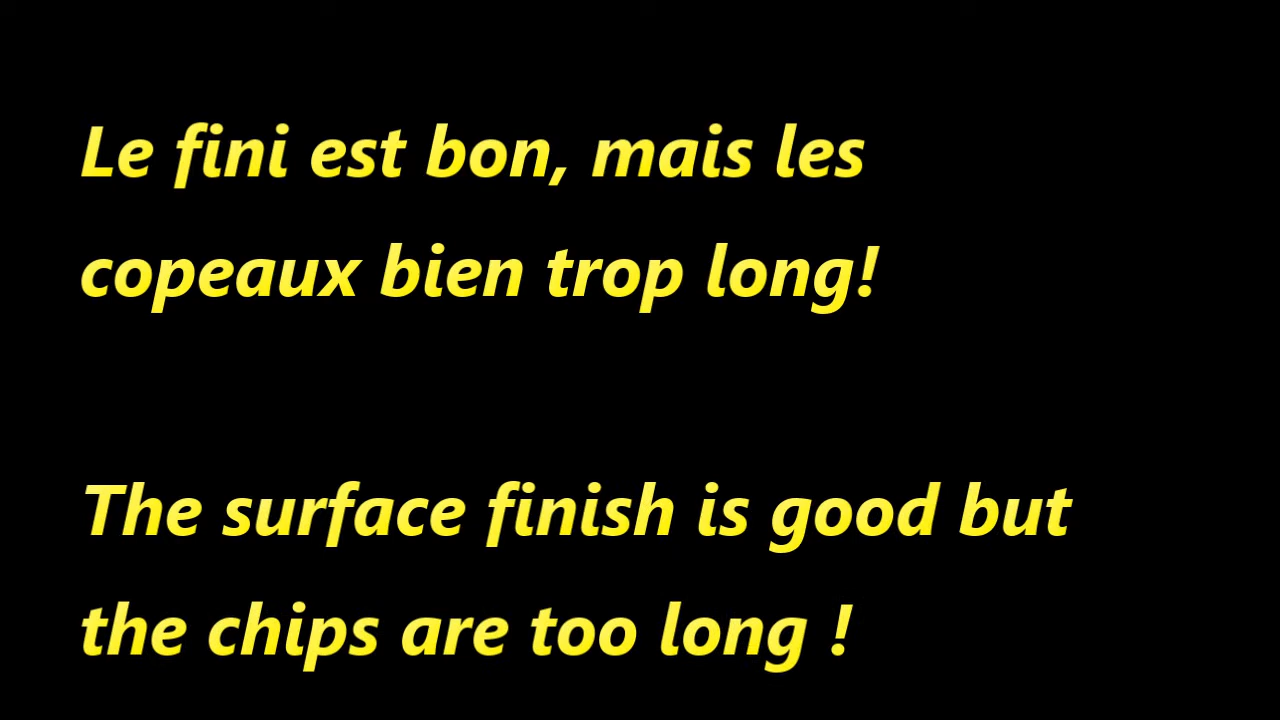 Le fini est bon, mais les
copeaux bien trop long!
The surface finish is good but
the chips are too long !